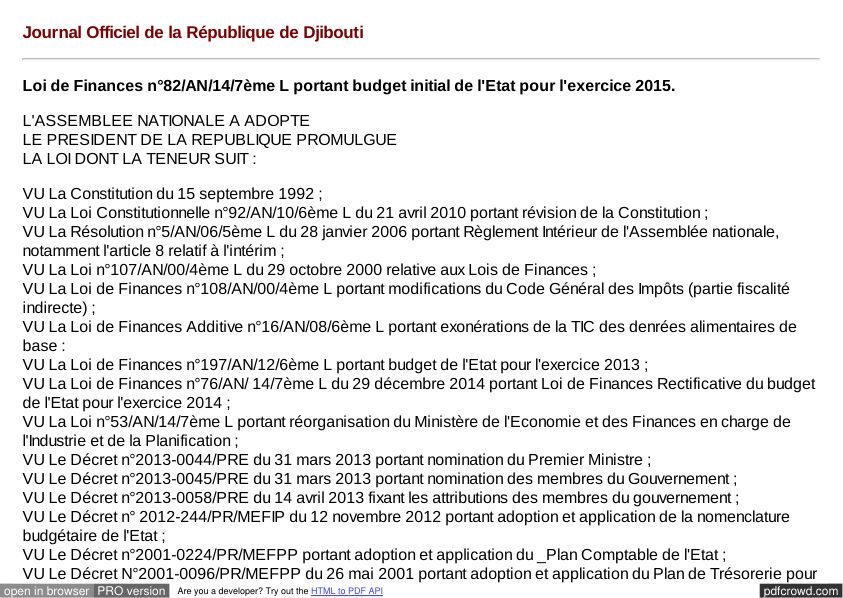 Journal Officiel de la République de Djibouti
Loi de Finances n°82/AN/14/7ème L portant budget initial de l'Etat pour l'exercice 2015.
L'ASSEMBLEE NATIONALE A ADOPTE
LE PRESIDENT DE LA REPUBLIQUE PROMULGUE
LA LOI DONT LA TENEUR SUIT :
VU La Constitution du 15 septembre 1992 ;
VU La Loi Constitutionnelle n°92/AN/10/6ème L du 21 avril 2010 portant révision de la Constitution ;
VU La Résolution n°5/AN/06/5ème L du 28 janvier 2006 portant Règlement Intérieur de l'Assemblée nationale,
notamment l'article 8 relatif à l'intérim ;
VU La Loi n°107/AN/00/4ème L du 29 octobre 2000 relative aux Lois de Finances ;
VU La Loi de Finances n°108/AN/00/4ème L portant modifications du Code Général des Impôts (partie fiscalité
indirecte) ;
VU La Loi de Finances Additive n°16/AN/08/6ème L portant exonérations de la TIC des denrées alimentaires de
base :
VU La Loi de Finances n°197/AN/12/6ème L portant budget de l'Etat pour l'exercice 2013 ;
VU La Loi de Finances n°76/AN/ 14/7ème L du 29 décembre 2014 portant Loi de Finances Rectificative du budget
de l'Etat pour l'exercice 2014 ;
VU La Loi n°53/AN/14/7ème L portant réorganisation du Ministère de l'Economie et des Finances en charge de
l'Industrie et de la Planification ;
VU Le Décret n°2013-0044/PRE du 31 mars 2013 portant nomination du Premier Ministre ;
VU Le Décret n°2013-0045/PRE du 31 mars 2013 portant nomination des membres du Gouvernement ;
VU Le Décret n°2013-0058/PRE du 14 avril 2013 fixant les attributions des membres du gouvernement ;
VU Le Décret n° 2012-244/PR/MEFIP du 12 novembre 2012 portant adoption et application de la nomenclature
budgétaire de l'Etat ;
VU Le Décret n°2001-0224/PR/MEFPP portant adoption et application du _Plan Comptable de l'Etat ;
VU Le Décret N°2001-0096/PR/MEFPP du 26 mai 2001 portant adoption et application du Plan de Trésorerie pour
open in browser PRO version Are you a developer? Try out the HTML to PDF API pdfcrowd.com